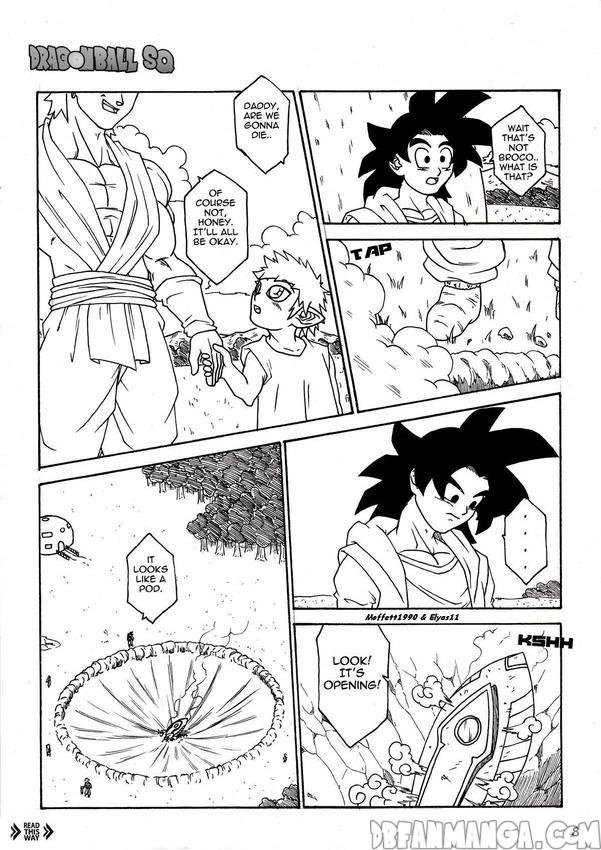 DRAGONBALL SQ
WAIT
THAT'S
NOT
BROCO..
WHAT IS
THAT?
DADDY,
ARE WE
GONNA
DIE..
OF
COURSE
NOT,
HONEY.
IT'LL ALL
BE OKAY.
TAP
....
IT
LOOKS
LIKE A
POD.
Moffett1990 & Elyas11
KSHH
LOOK!
IT'S
OPENING!
READ
THIS
WAY
8
DBFANMANGA.COM